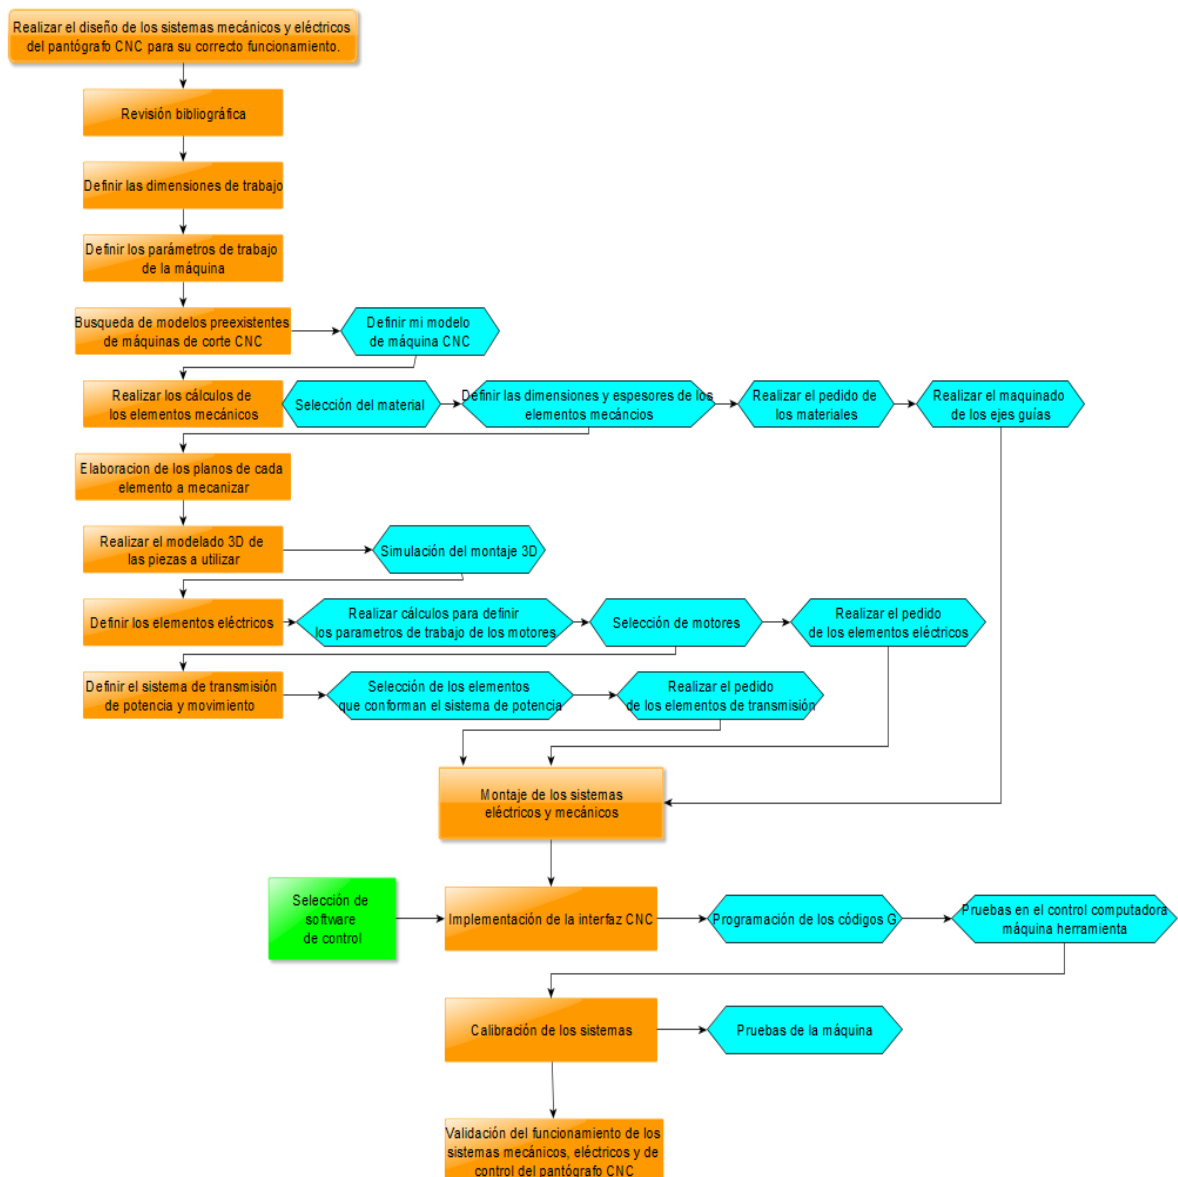 Realizar el diseño de los sistemas mecánicos y eléctricos
del pantógrafo CNC para su correcto funcionamiento.
Revisión bibliográfica
Definir las dimensiones de trabajo
Definir los parámetros de trabajo
de la máquina
Busqueda de modelos preexistentes
de máquinas de corte CNC
Definir mi modelo
de máquina CNC
Realizar los cálculos de
los elementos mecánicos
Selección del material
Definir las dimensiones y espesores de los
elementos mecáncios
Realizar el pedido de
los materiales
Realizar el maquinado
de los ejes guías
Elaboracion de los planos de cada
elemento a mecanizar
Realizar el modelado 3D de
las piezas a utilizar
Simulación del montaje 3D
Definir los elementos eléctricos
Realizar cálculos para definir
los parametros de trabajo de los motores
Selección de motores
Realizar el pedido
de los elementos eléctricos
Definir el sistema de transmisión
de potencia y movimiento
Selección de los elementos
que conforman el sistema de potencia
Realizar el pedido
de los elementos de transmisión
Montaje de los sistemas
eléctricos y mecánicos
Selección de
software
de control
Implementación de la interfaz CNC
Programación de los códigos G
Pruebas en el control computadora
máquina herramienta
Calibración de los sistemas
Pruebas de la máquina
Validación del funcionamiento de los
sistemas mecánicos, eléctricos y de
control del pantógrafo CNC